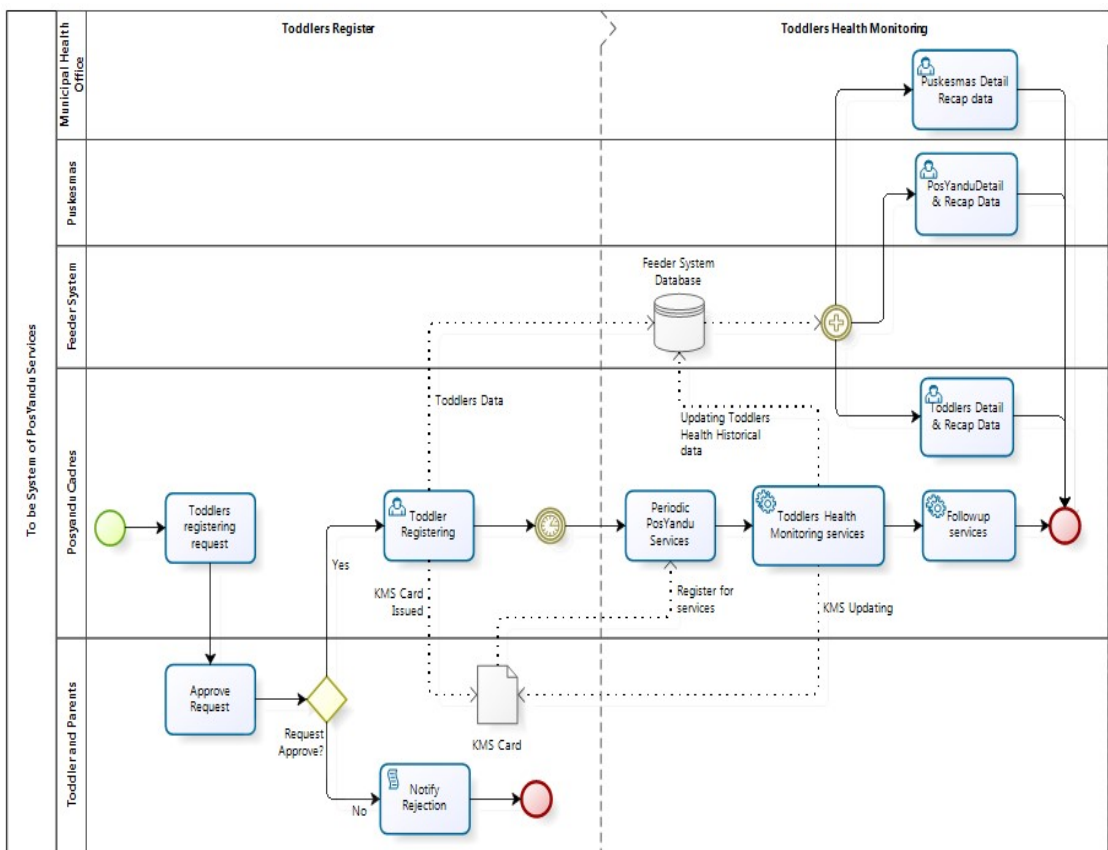 To be System of PosYandu Services
Toddlers Register
Toddlers Health Monitoring
Municipal Health
Office
Puskesmas Detail
Recap data
Puskesmas
PosYanduDetail
& Recap Data
Feeder System
Feeder System
Database
Posyandu Cadres
Toddlers Data
Updating Toddlers
Health Historical
data
Toddlers Detail
& Recap Data
Toddlers
registering
request
Toddler
Registering
Periodic
PosYandu
Services
Toddlers Health
Monitoring services
Followup
services
Yes
KMS Card
Issued
Register for
services
KMS Updating
Toddler and Parents
Approve
Request
Request
Approve?
KMS Card
No
Notify
Rejection